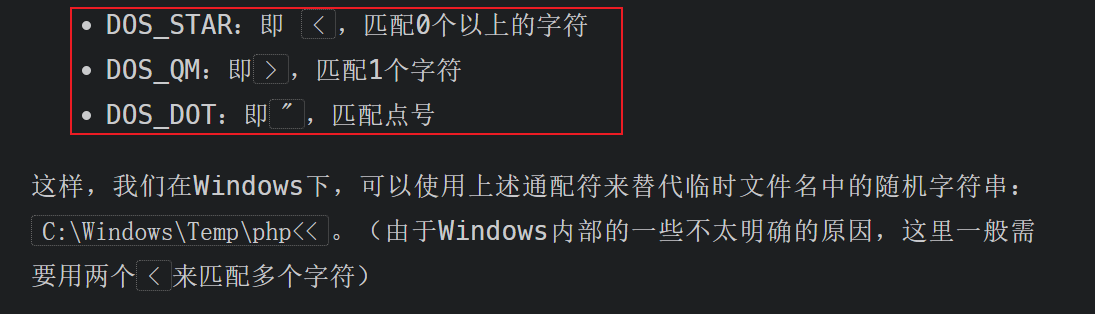 • DOS_STAR：即 <，匹配0个以上的字符
• DOS_QM：即>，匹配1个字符
• DOS_DOT：即"，匹配点号
这样，我们在Windows下，可以使用上述通配符来替代临时文件名中的随机字符串：
C:\Windows\Temp\php<<。（由于Windows内部的一些不太明确的原因，这里一般需
要用两个<来匹配多个字符）